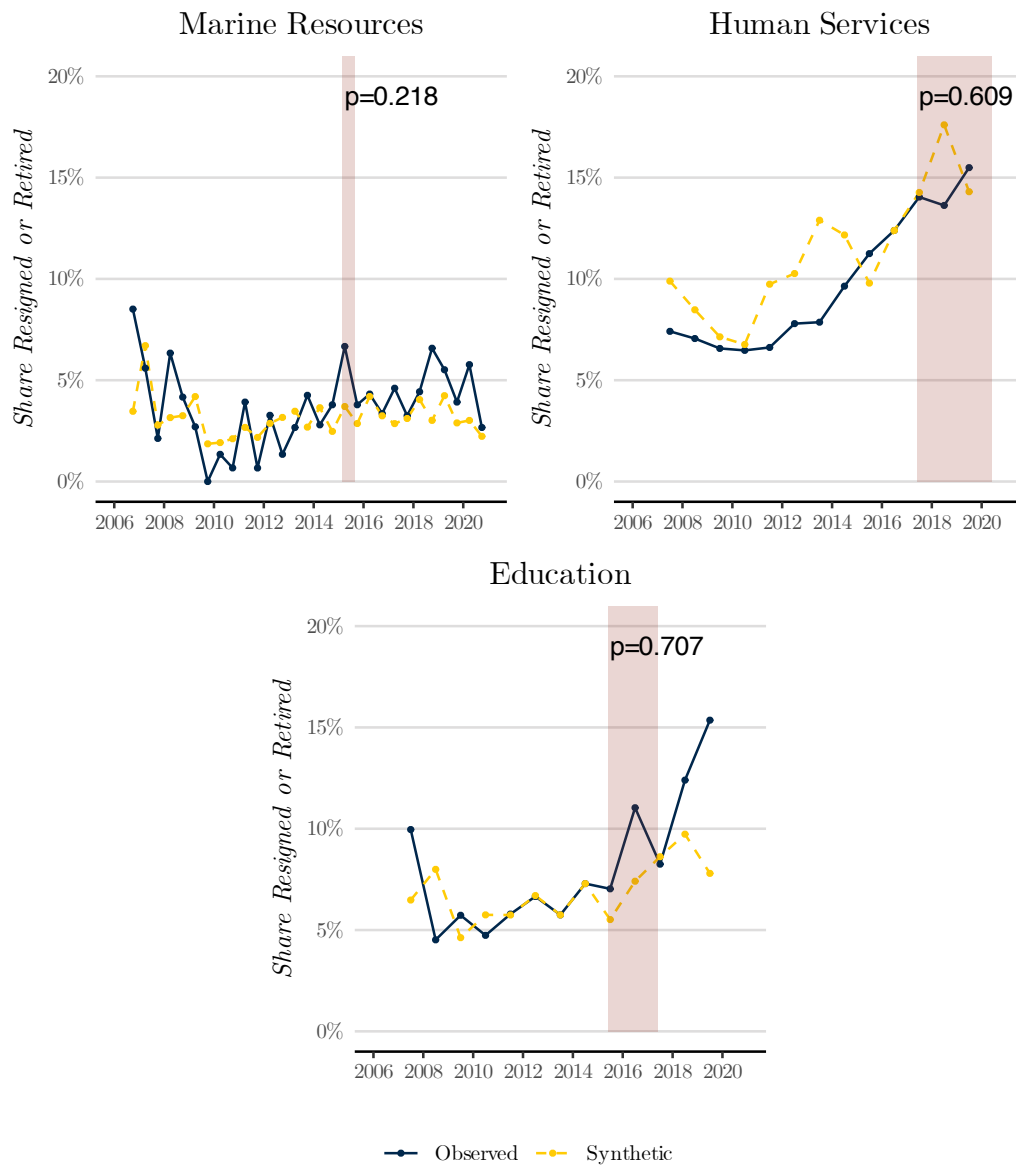 Marine Resources
Share Resigned or Retired
20%
15%
10%
5%
0%
p=0.218
2006 2008 2010 2012 2014 2016 2018 2020
Human Services
Share Resigned or Retired
20%
15%
10%
5%
0%
p=0.609
2006 2008 2010 2012 2014 2016 2018 2020
Education
Share Resigned or Retired
20%
15%
10%
5%
0%
p=0.707
2006 2008 2010 2012 2014 2016 2018 2020
Observed Synthetic